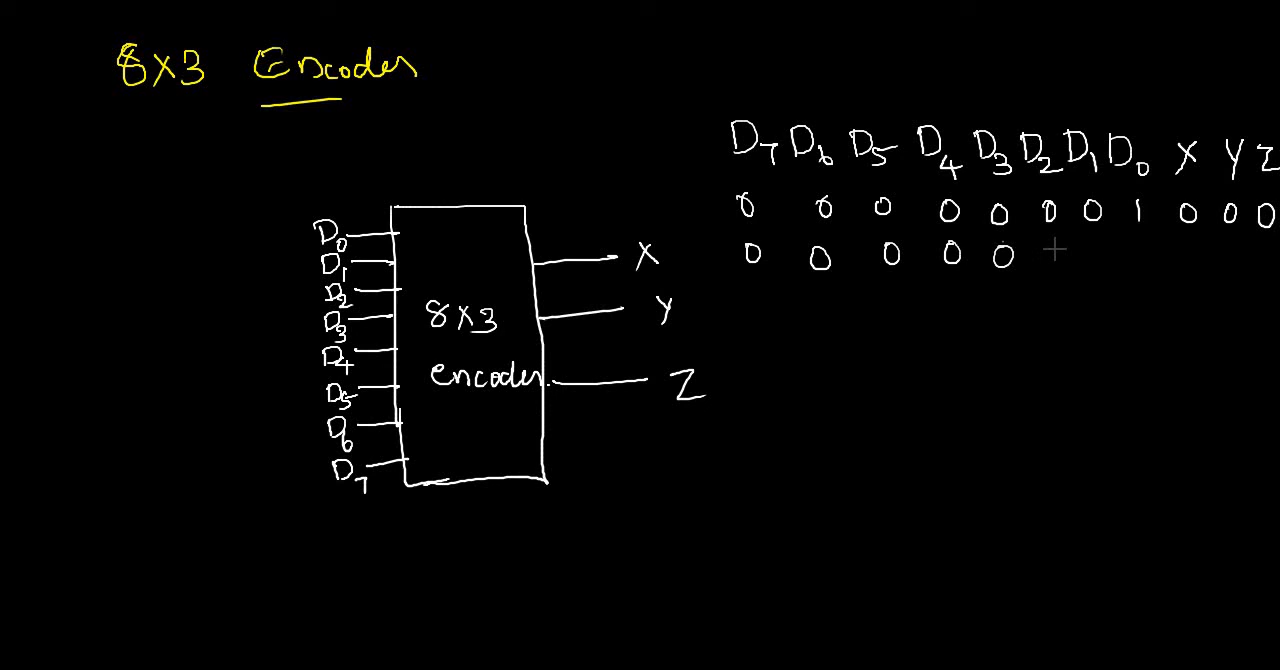 8X3 Encoder
D7 D6 D5 D4 D3 D2 D1 D0 X Y Z
0 0 0 0 0 0 0 1 0 0 0
0 0 0 0 0
D0
D1
D2
D3
D4
D5
D6
D7
8X3
encoder
X
Y
Z